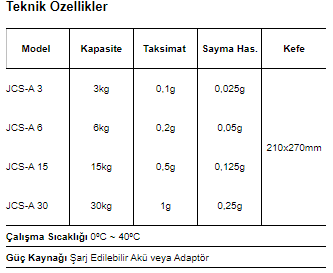 Teknik Özellikler
Model Kapasite Taksimat Sayma Has. Kefe
JCS-A 3 3kg 0,1g 0,025g
JCS-A 6 6kg 0,2g 0,05g
210x270mm
JCS-A 15 15kg 0,5g 0,125g
JCS-A 30 30kg 1g 0,25g
Çalışma Sıcaklığı 0ºC ~ 40ºC
Güç Kaynağı Şarj Edilebilir Akü veya Adaptör